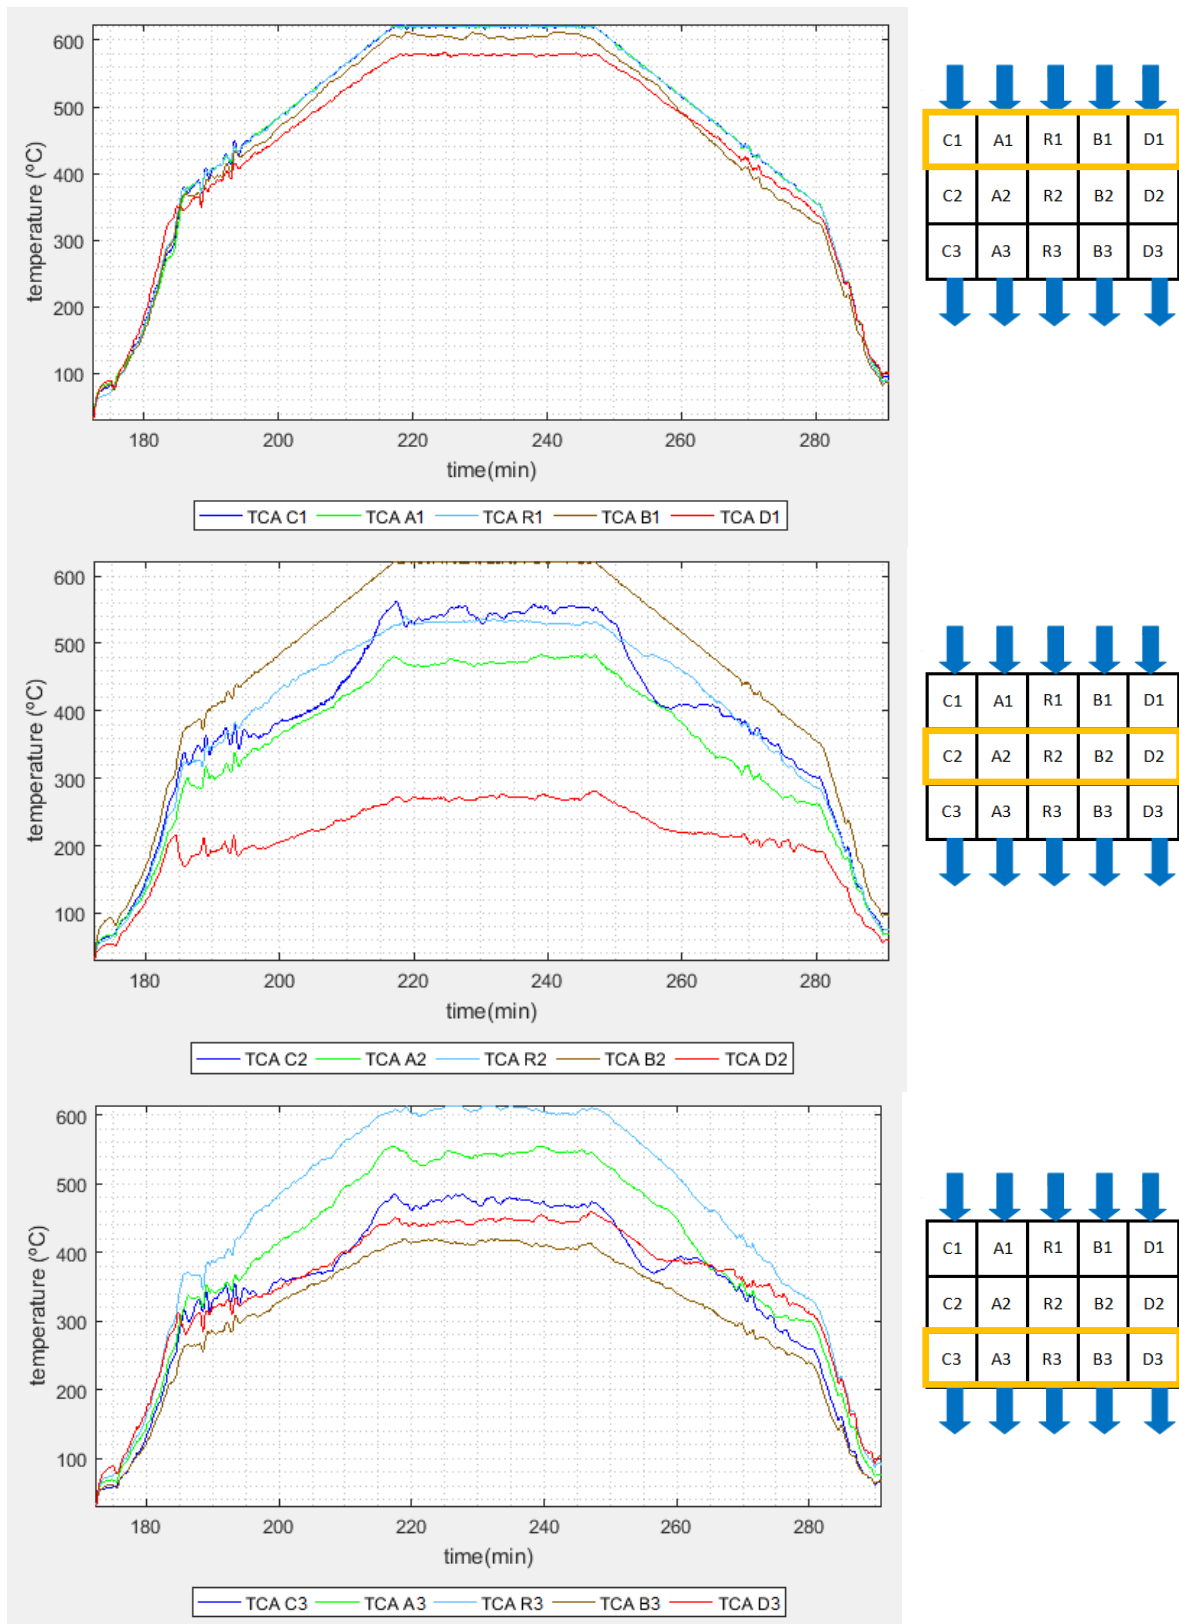 600
500
400
300
200
100
temperature (ºC)
180 200 220 240 260 280
time(min)
TCA C1 TCA A1 TCA R1 TCA B1 TCA D1
C1 A1 R1 B1 D1
C2 A2 R2 B2 D2
C3 A3 R3 B3 D3
600
500
400
300
200
100
temperature (ºC)
180 200 220 240 260 280
time(min)
TCA C2 TCA A2 TCA R2 TCA B2 TCA D2
C1 A1 R1 B1 D1
C2 A2 R2 B2 D2
C3 A3 R3 B3 D3
600
500
400
300
200
100
temperature (ºC)
180 200 220 240 260 280
time(min)
TCA C3 TCA A3 TCA R3 TCA B3 TCA D3
C1 A1 R1 B1 D1
C2 A2 R2 B2 D2
C3 A3 R3 B3 D3